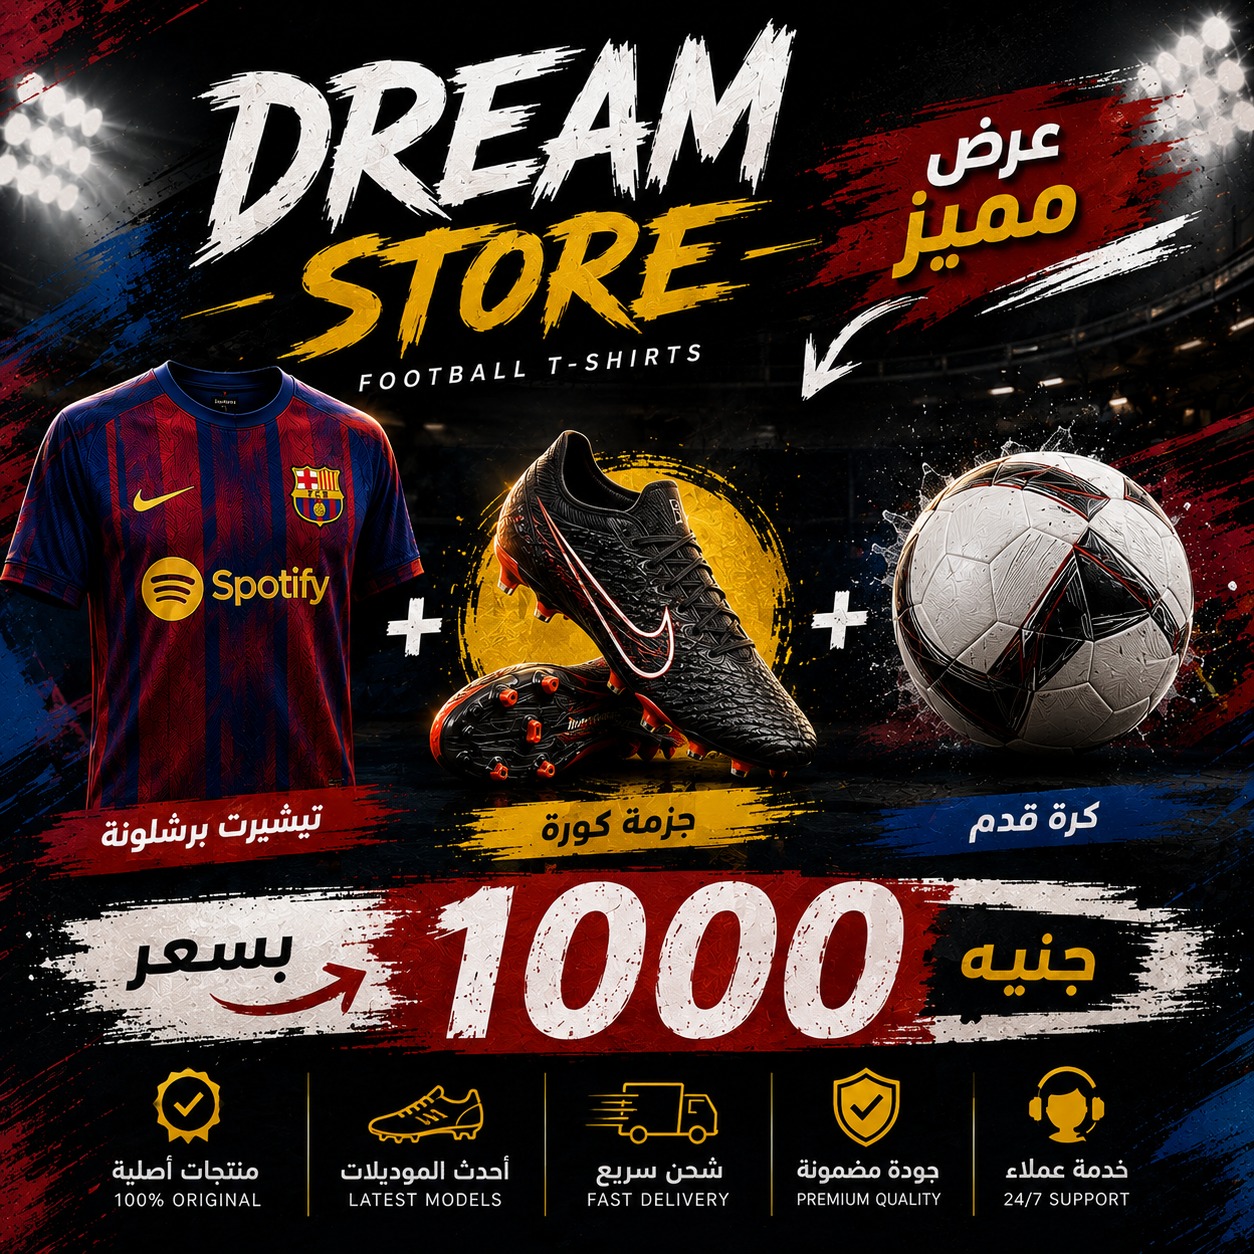 DREAM
STORE
FOOTBALL T-SHIRTS
عرض
مميز
Spotify
تيشيرت برشلونة
جزمة كورة
كرة قدم
بسعر
1000
جنيه
منتجات أصلية
100% ORIGINAL
أحدث الموديلات
LATEST MODELS
شحن سريع
FAST DELIVERY
جودة مضمونة
PREMIUM QUALITY
خدمة عملاء
24/7 SUPPORT